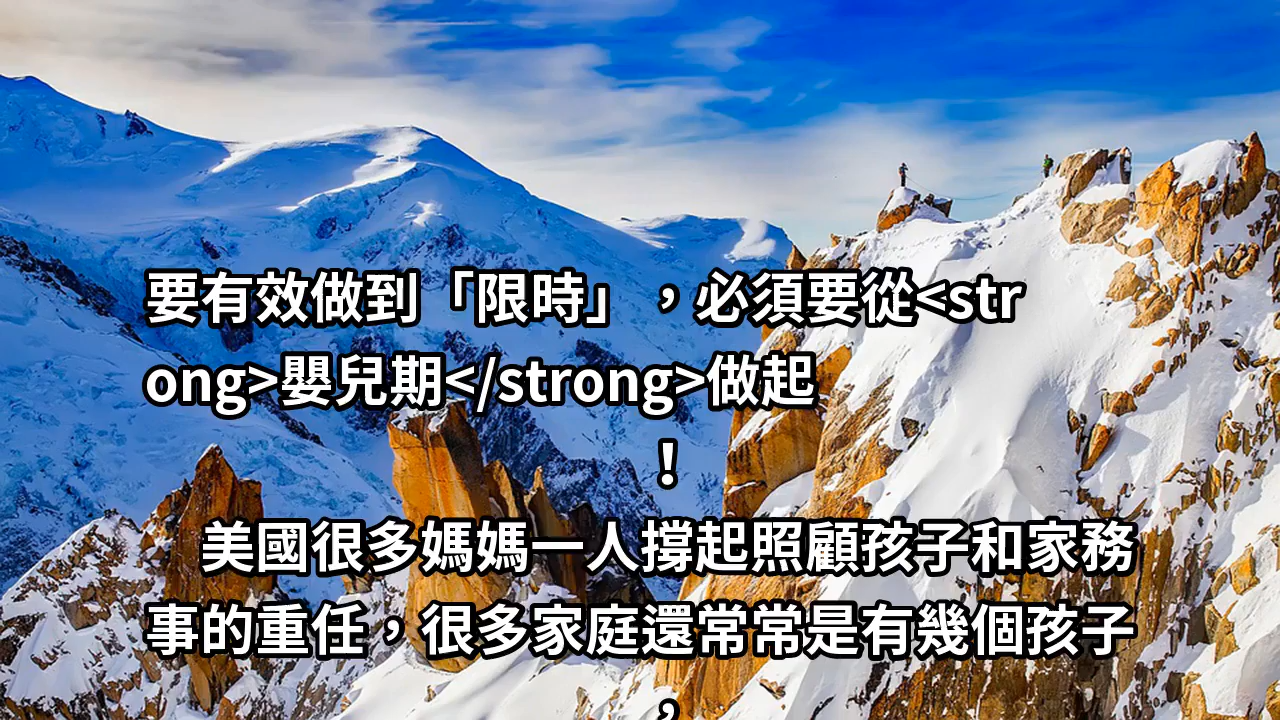 要有效做到「限時」，必須要從<str
ong>嬰兒期</strong>做起
！
美國很多媽媽一人撐起照顧孩子和家務
事的重任，很多家庭還常常是有幾個孩子
，